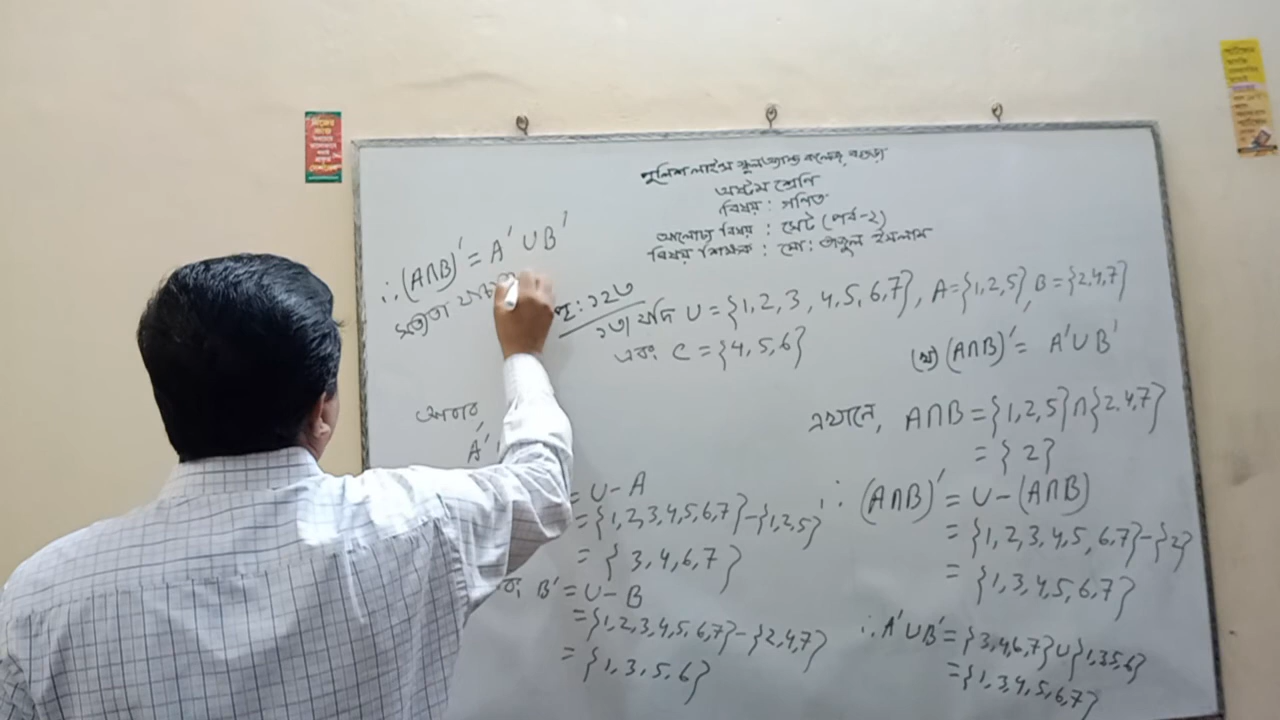 পুলিশ লাইন্স স্কুল অ্যান্ড কলেজ, বগুড়া
অষ্টম শ্রেণি
বিষয় : গণিত
আলোচ্য বিষয় : সেট (পর্ব-২)
বিষয় শিক্ষক : মো: ইসলাম
পৃ: ১২৩
যদি U = {1, 2, 3, 4, 5, 6, 7}, A = {1, 2, 5}, B = {2, 4, 7}
এবং C = {4, 5, 6}
(খ) (A∩B)′ = A′∪B′
এখানে, A∩B = {1, 2, 5}∩{2, 4, 7}
= {2}
∴ (A∩B)′ = U − (A∩B)
= {1, 2, 3, 4, 5, 6, 7} − {2}
= {1, 3, 4, 5, 6, 7}
আবার,
A′
= U − A
= {1, 2, 3, 4, 5, 6, 7} − {1, 2, 5}
= {3, 4, 6, 7}
B′ = U − B
= {1, 2, 3, 4, 5, 6, 7} − {2, 4, 7}
= {1, 3, 5, 6}
∴ A′∪B′ = {3, 4, 6, 7}∪{1, 3, 5, 6}
= {1, 3, 4, 5, 6, 7}
∴ (A∩B)′ = A′∪B′
সত্যতা